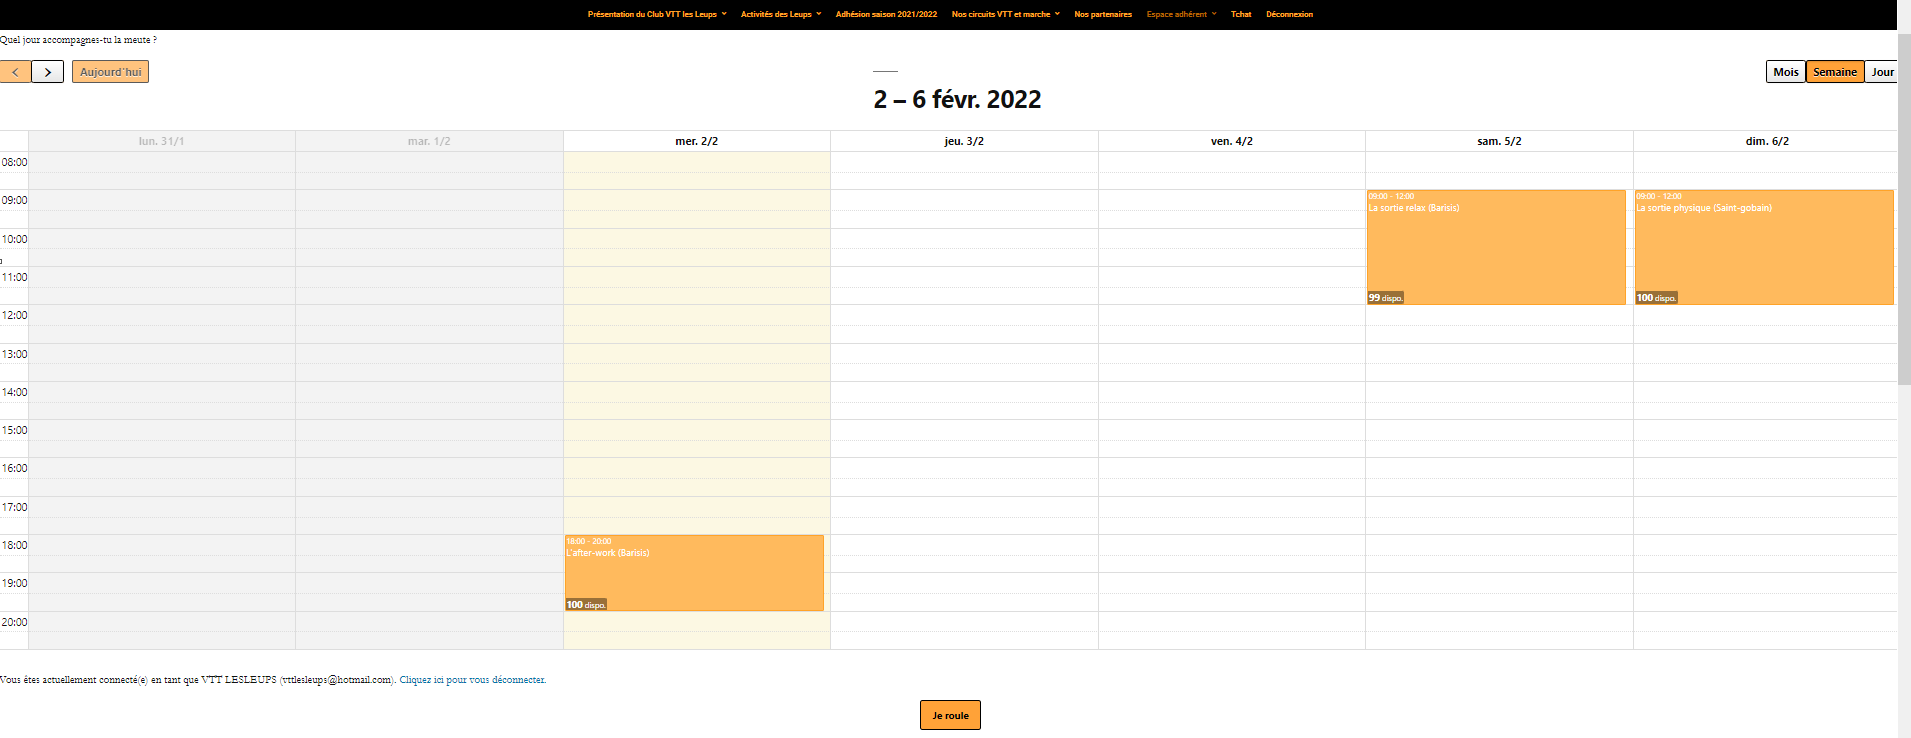 Présentation du Club VTT les Leups Activités des Leups Adhésion saison 2021/2022 Nos circuits VTT et marche Nos partenaires Espace adhérent Tchat Déconnexion
Quel jour accompagnes-tu la meute ?
< > Aujourd'hui
Mois Semaine Jour
2 – 6 févr. 2022
lun. 31/1 mar. 1/2 mer. 2/2 jeu. 3/2 ven. 4/2 sam. 5/2 dim. 6/2
08:00
09:00
09:00 - 12:00
La sortie relax (Barisis)
99 dispo.
09:00 - 12:00
La sortie physique (Saint-gobain)
100 dispo.
10:00
11:00
12:00
13:00
14:00
15:00
16:00
17:00
18:00
18:00 - 20:00
L'after-work (Barisis)
100 dispo.
19:00
20:00
Vous êtes actuellement connecté(e) en tant que VTT LESLEUPS (vttlesleups@hotmail.com). Cliquez ici pour vous déconnecter.
Je roule